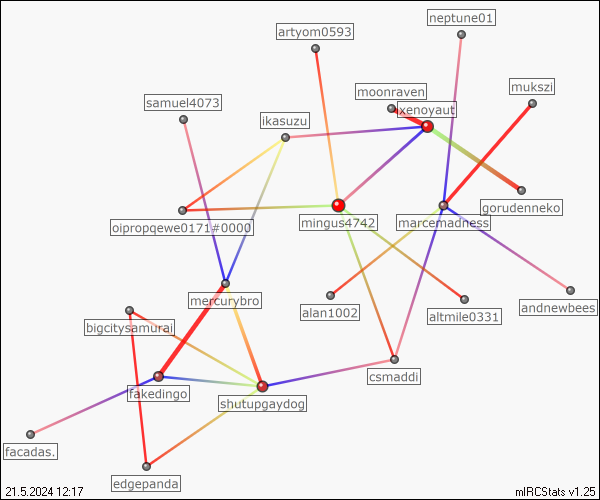 neptune01
artyom0593
moonraven
mukszi
samuel4073
xenoyaut
ikasuzu
gorudenneko
mingus4742
marcemadness
oipropqewe0171#0000
mercurybro
alan1002
altmile0331
andnewbees
bigcitysamurai
csmaddi
fakedingo
shutupgaydog
facadas.
edgepanda
21.5.2024 12:17
mIRCStats v1.25